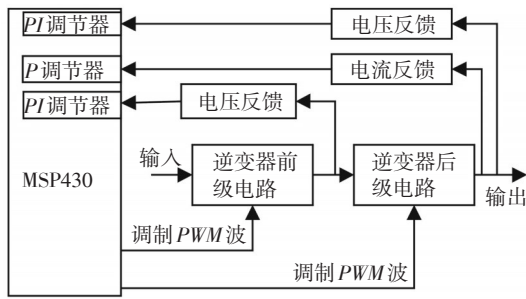 PI调节器
电压反馈
P调节器
电流反馈
PI调节器
电压反馈
输入
逆变器前
级电路
逆变器后
级电路
MSP430
输出
调制PWM波
调制PWM波